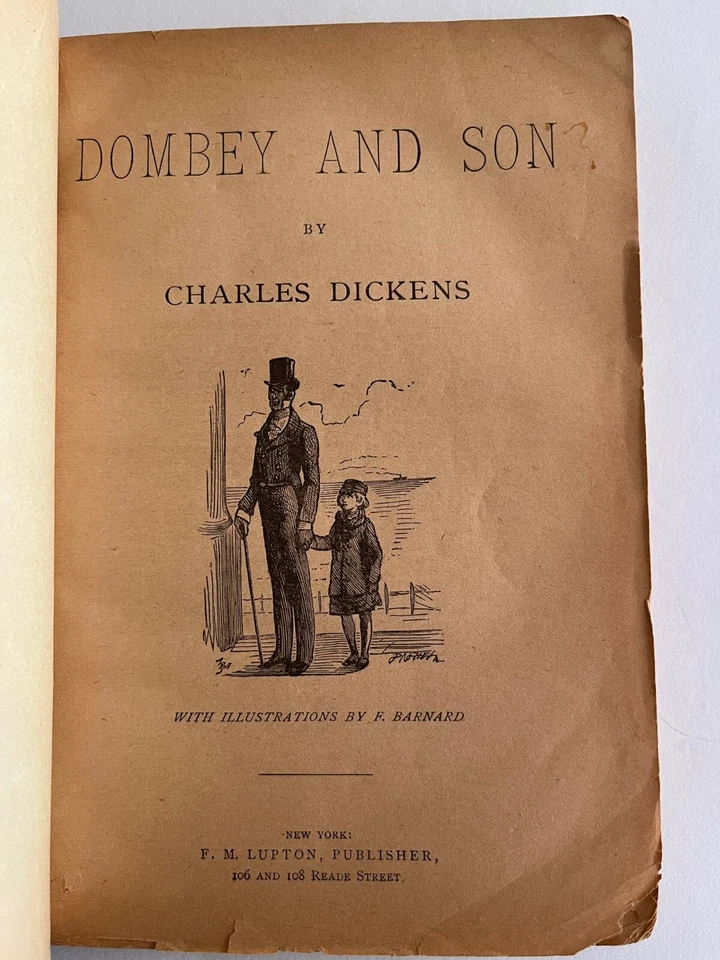 DOMBEY AND SON
BY
CHARLES DICKENS
WITH ILLUSTRATIONS BY F. BARNARD
NEW YORK:
F. M. LUPTON, PUBLISHER,
106 AND 108 READE STREET.